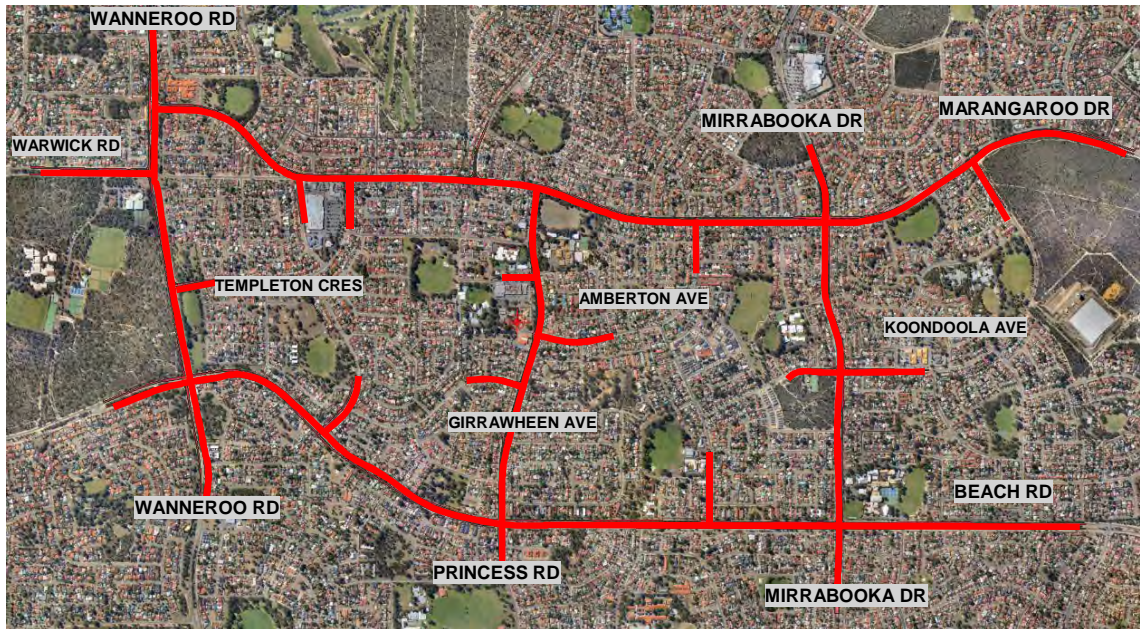 WANNEROO RD
MARANGAROO DR
MIRRABOOKA DR
WARWICK RD
TEMPLETON CRES
AMBERTON AVE
KOONDOOLA AVE
GIRRAWHEEN AVE
BEACH RD
WANNEROO RD
PRINCESS RD
MIRRABOOKA DR